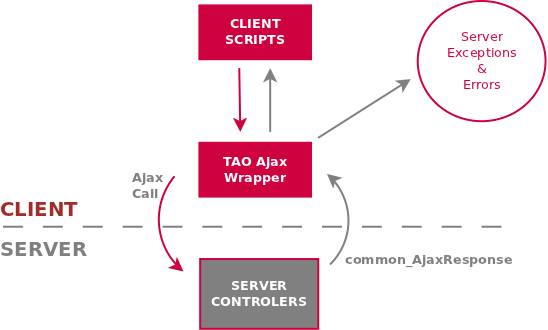 CLIENT
SCRIPTS
Server
Exceptions
&
Errors
TAO Ajax
Wrapper
AJax
Call
CLIENT
SERVER
common_AJaxResponse
SERVER
CONTROLERS